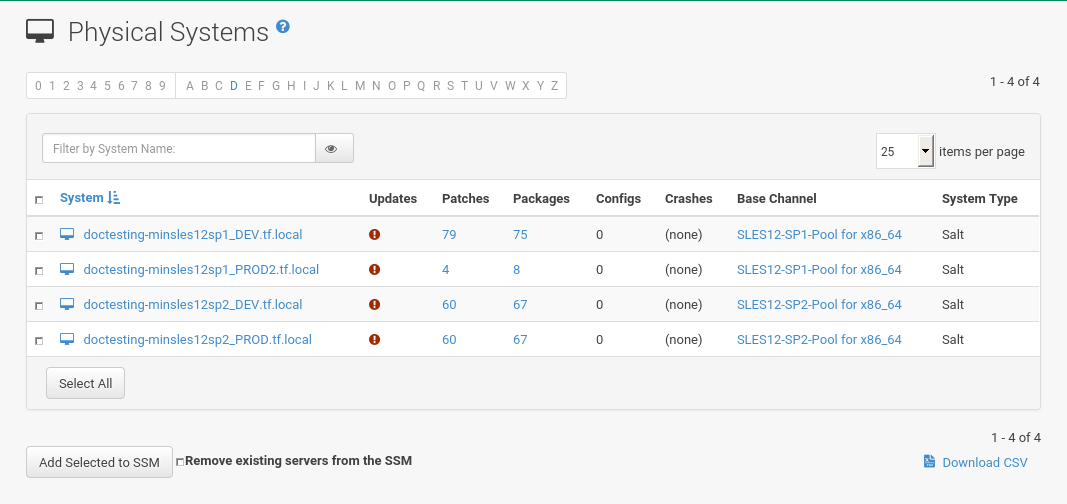 Physical Systems ?
0 1 2 3 4 5 6 7 8 9 A B C D E F G H I J K L M N O P Q R S T U V W X Y Z
1 - 4 of 4
Filter by System Name:
25 items per page
System Updates Patches Packages Configs Crashes Base Channel System Type
doctesting-minsles12sp1_DEV.tf.local 79 75 0 (none) SLES12-SP1-Pool for x86_64 Salt
doctesting-minsles12sp1_PROD2.tf.local 4 8 0 (none) SLES12-SP1-Pool for x86_64 Salt
doctesting-minsles12sp2_DEV.tf.local 60 67 0 (none) SLES12-SP2-Pool for x86_64 Salt
doctesting-minsles12sp2_PROD.tf.local 60 67 0 (none) SLES12-SP2-Pool for x86_64 Salt
Select All
1 - 4 of 4
Add Selected to SSM Remove existing servers from the SSM
Download CSV